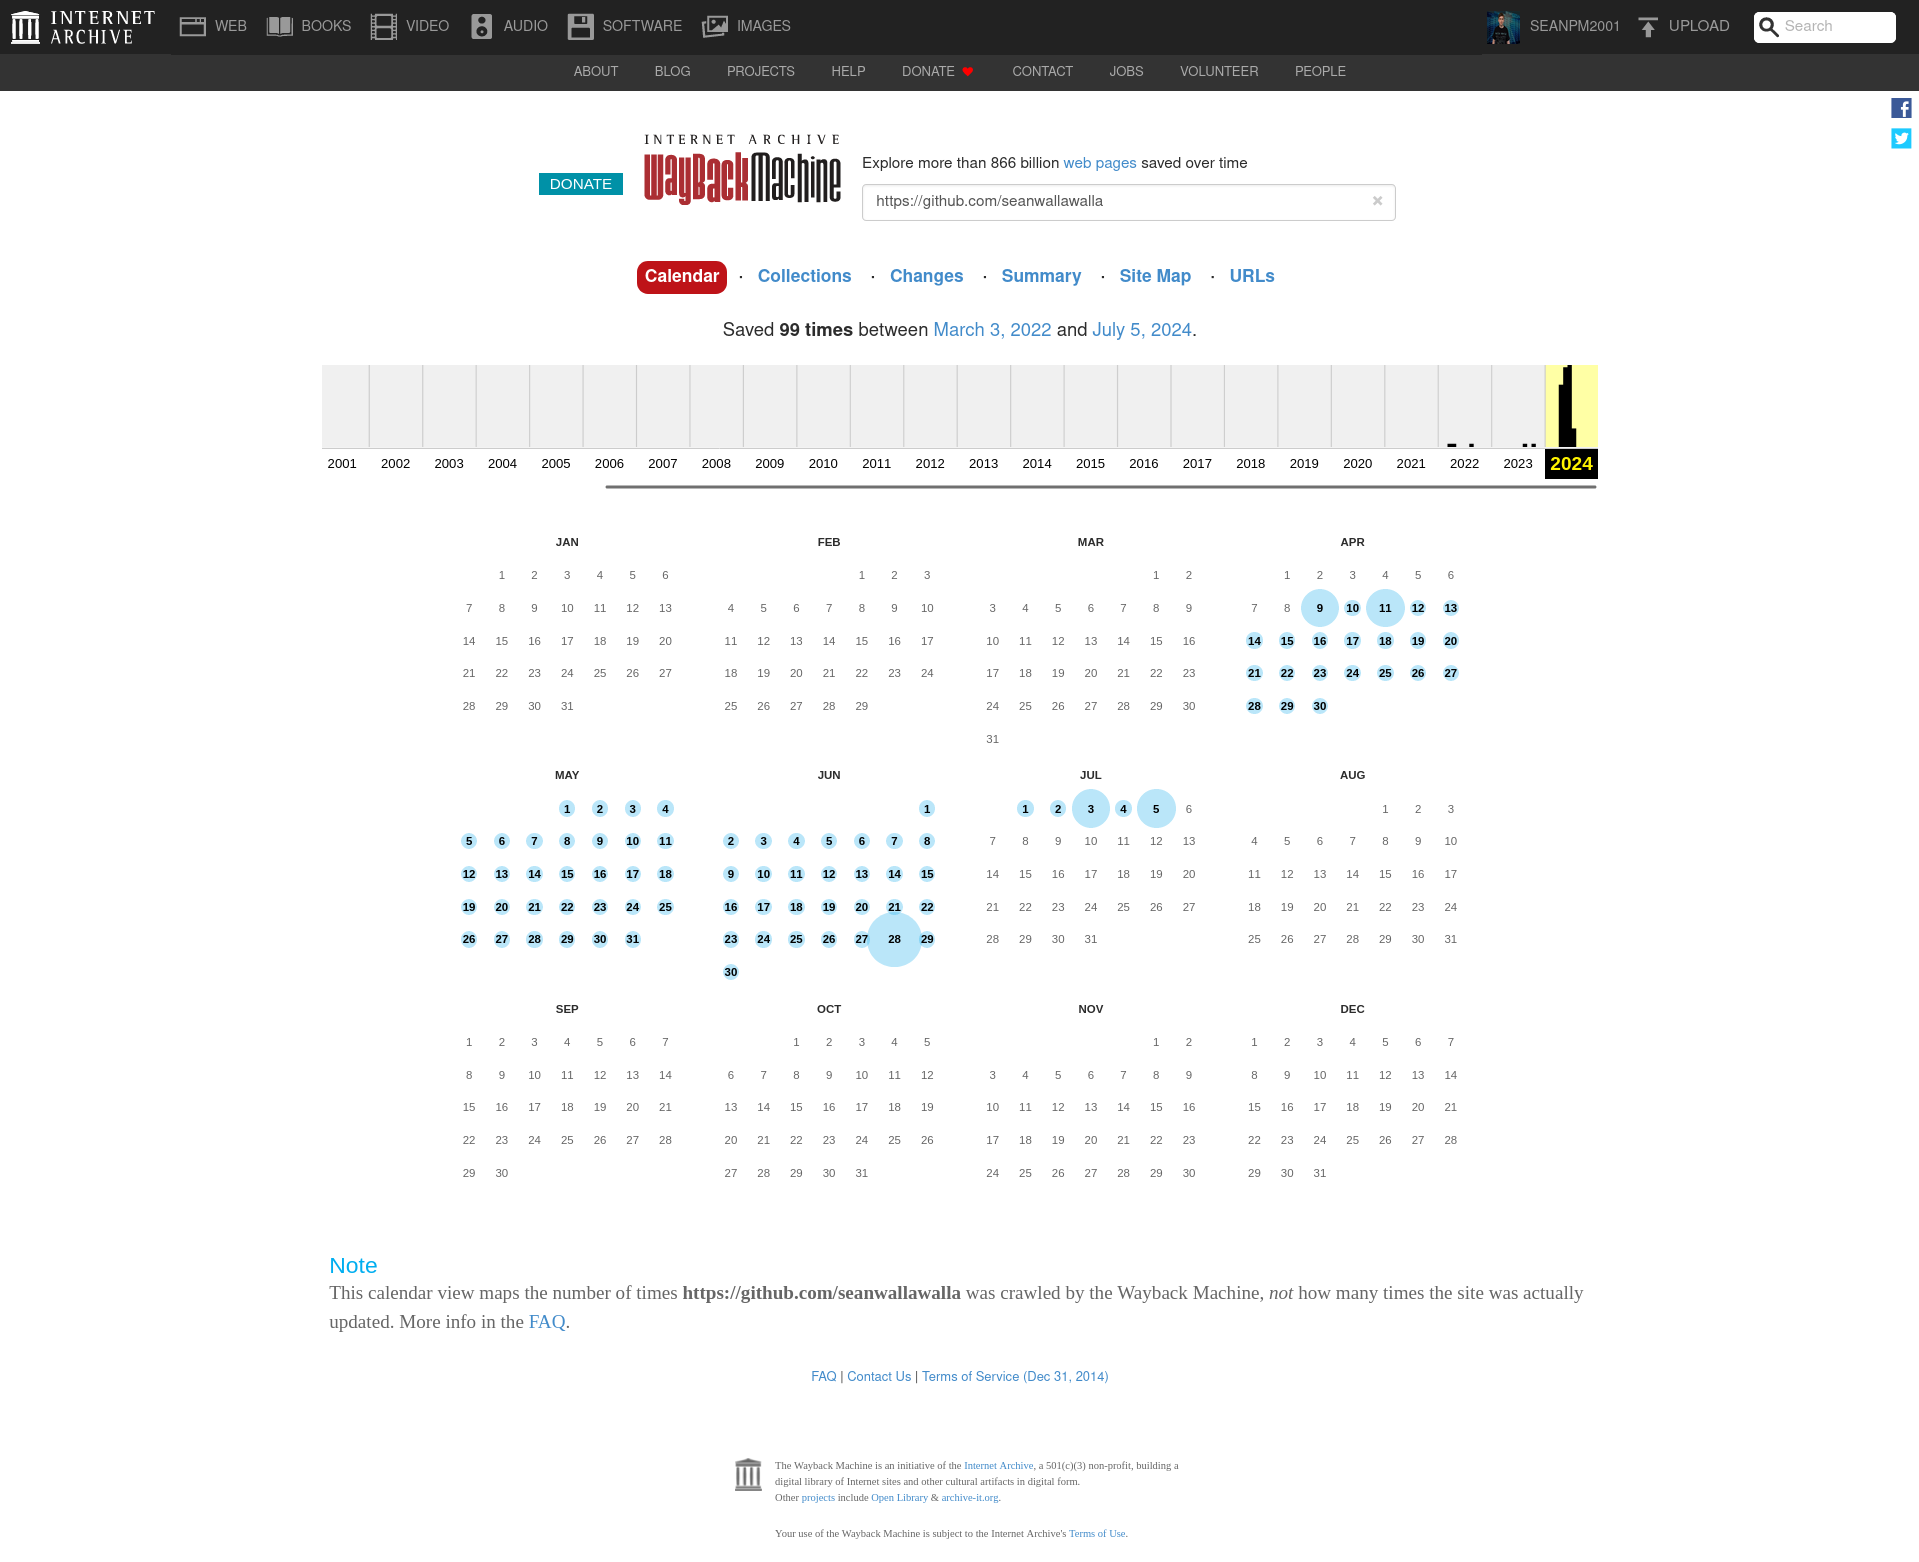 INTERNET ARCHIVE WEB BOOKS VIDEO AUDIO SOFTWARE IMAGES SEANPM2001 UPLOAD Search
ABOUT BLOG PROJECTS HELP DONATE CONTACT JOBS VOLUNTEER PEOPLE
INTERNET ARCHIVE
WayBackMachine
DONATE
Explore more than 866 billion web pages saved over time
https://github.com/seanwallawalla ×
Calendar · Collections · Changes · Summary · Site Map · URLs
Saved 99 times between March 3, 2022 and July 5, 2024.
2001 2002 2003 2004 2005 2006 2007 2008 2009 2010 2011 2012 2013 2014 2015 2016 2017 2018 2019 2020 2021 2022 2023 2024
JAN FEB MAR APR
1 2 3 4 5 6 1 2 3 1 2 1 2 3 4 5 6
7 8 9 10 11 12 13 4 5 6 7 8 9 10 3 4 5 6 7 8 9 7 8 9 10 11 12 13
14 15 16 17 18 19 20 11 12 13 14 15 16 17 10 11 12 13 14 15 16 14 15 16 17 18 19 20
21 22 23 24 25 26 27 18 19 20 21 22 23 24 17 18 19 20 21 22 23 21 22 23 24 25 26 27
28 29 30 31 25 26 27 28 29 24 25 26 27 28 29 30 28 29 30
31
MAY JUN JUL AUG
1 2 3 4 1 1 2 3 4 5 6 1 2 3
5 6 7 8 9 10 11 2 3 4 5 6 7 8 7 8 9 10 11 12 13 4 5 6 7 8 9 10
12 13 14 15 16 17 18 9 10 11 12 13 14 15 14 15 16 17 18 19 20 11 12 13 14 15 16 17
19 20 21 22 23 24 25 16 17 18 19 20 21 22 21 22 23 24 25 26 27 18 19 20 21 22 23 24
26 27 28 29 30 31 23 24 25 26 27 28 29 28 29 30 31 25 26 27 28 29 30 31
30
SEP OCT NOV DEC
1 2 3 4 5 6 7 1 2 3 4 5 1 2 1 2 3 4 5 6 7
8 9 10 11 12 13 14 6 7 8 9 10 11 12 3 4 5 6 7 8 9 8 9 10 11 12 13 14
15 16 17 18 19 20 21 13 14 15 16 17 18 19 10 11 12 13 14 15 16 15 16 17 18 19 20 21
22 23 24 25 26 27 28 20 21 22 23 24 25 26 17 18 19 20 21 22 23 22 23 24 25 26 27 28
29 30 27 28 29 30 31 24 25 26 27 28 29 30 29 30 31
Note
This calendar view maps the number of times https://github.com/seanwallawalla was crawled by the Wayback Machine, not how many times the site was actually
updated. More info in the FAQ.
FAQ | Contact Us | Terms of Service (Dec 31, 2014)
The Wayback Machine is an initiative of the Internet Archive, a 501(c)(3) non-profit, building a
digital library of Internet sites and other cultural artifacts in digital form.
Other projects include Open Library & archive-it.org.
Your use of the Wayback Machine is subject to the Internet Archive's Terms of Use.